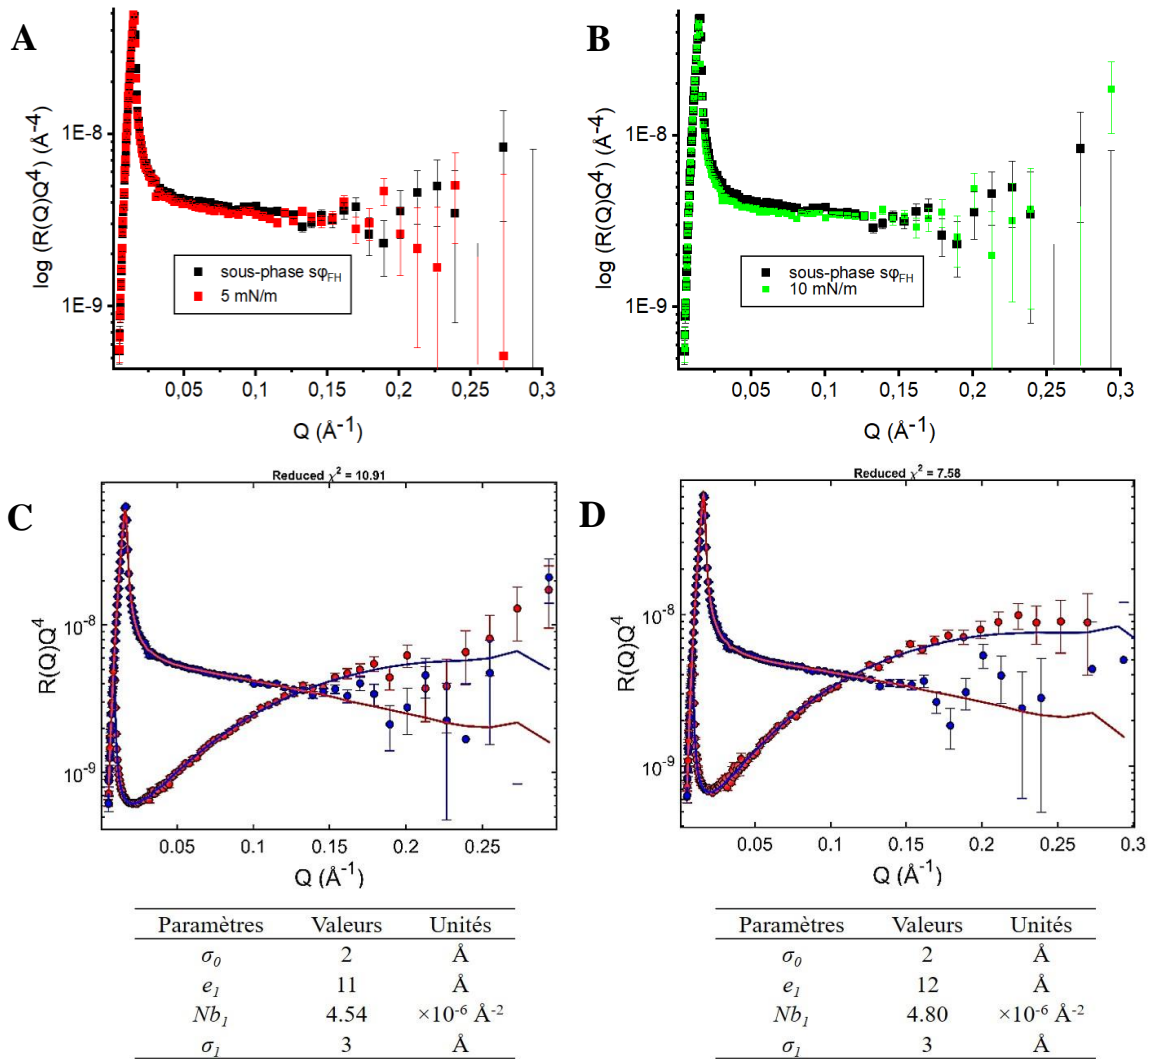 A
log (R(Q)Q⁴) (Å⁻⁴)
1E-8
1E-9
sous-phase sφ_FH
5 mN/m
0,05 0,1 0,15 0,2 0,25 0,3
Q (Å⁻¹)
B
log (R(Q)Q⁴) (Å⁻⁴)
1E-8
1E-9
sous-phase sφ_FH
10 mN/m
0,05 0,1 0,15 0,2 0,25 0,3
Q (Å⁻¹)
C
Reduced χ² = 10.91
R(Q)Q⁴
10⁻⁸
10⁻⁹
0.05 0.1 0.15 0.2 0.25
Q (Å⁻¹)
D
Reduced χ² = 7.58
R(Q)Q⁴
10⁻⁸
10⁻⁹
0.05 0.1 0.15 0.2 0.25 0.3
Q (Å⁻¹)
Paramètres Valeurs Unités
σ₀ 2 Å
e₁ 11 Å
Nb₁ 4.54 ×10⁻⁶ Å⁻²
σ₁ 3 Å
Paramètres Valeurs Unités
σ₀ 2 Å
e₁ 12 Å
Nb₁ 4.80 ×10⁻⁶ Å⁻²
σ₁ 3 Å